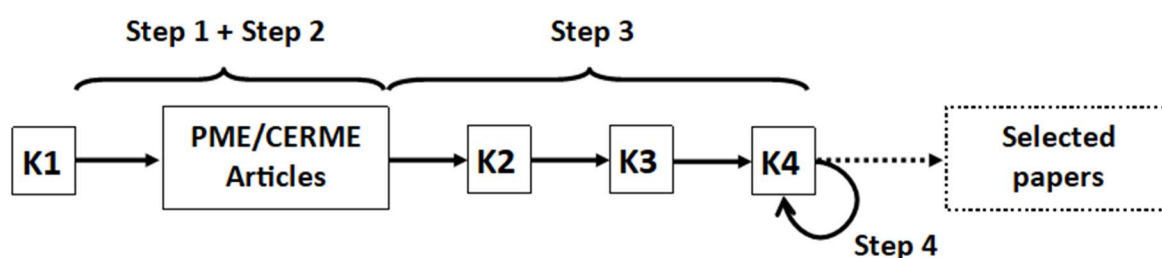 Step 1 + Step 2
Step 3
K1
PME/CERME
Articles
K2
K3
K4
Selected
papers
Step 4